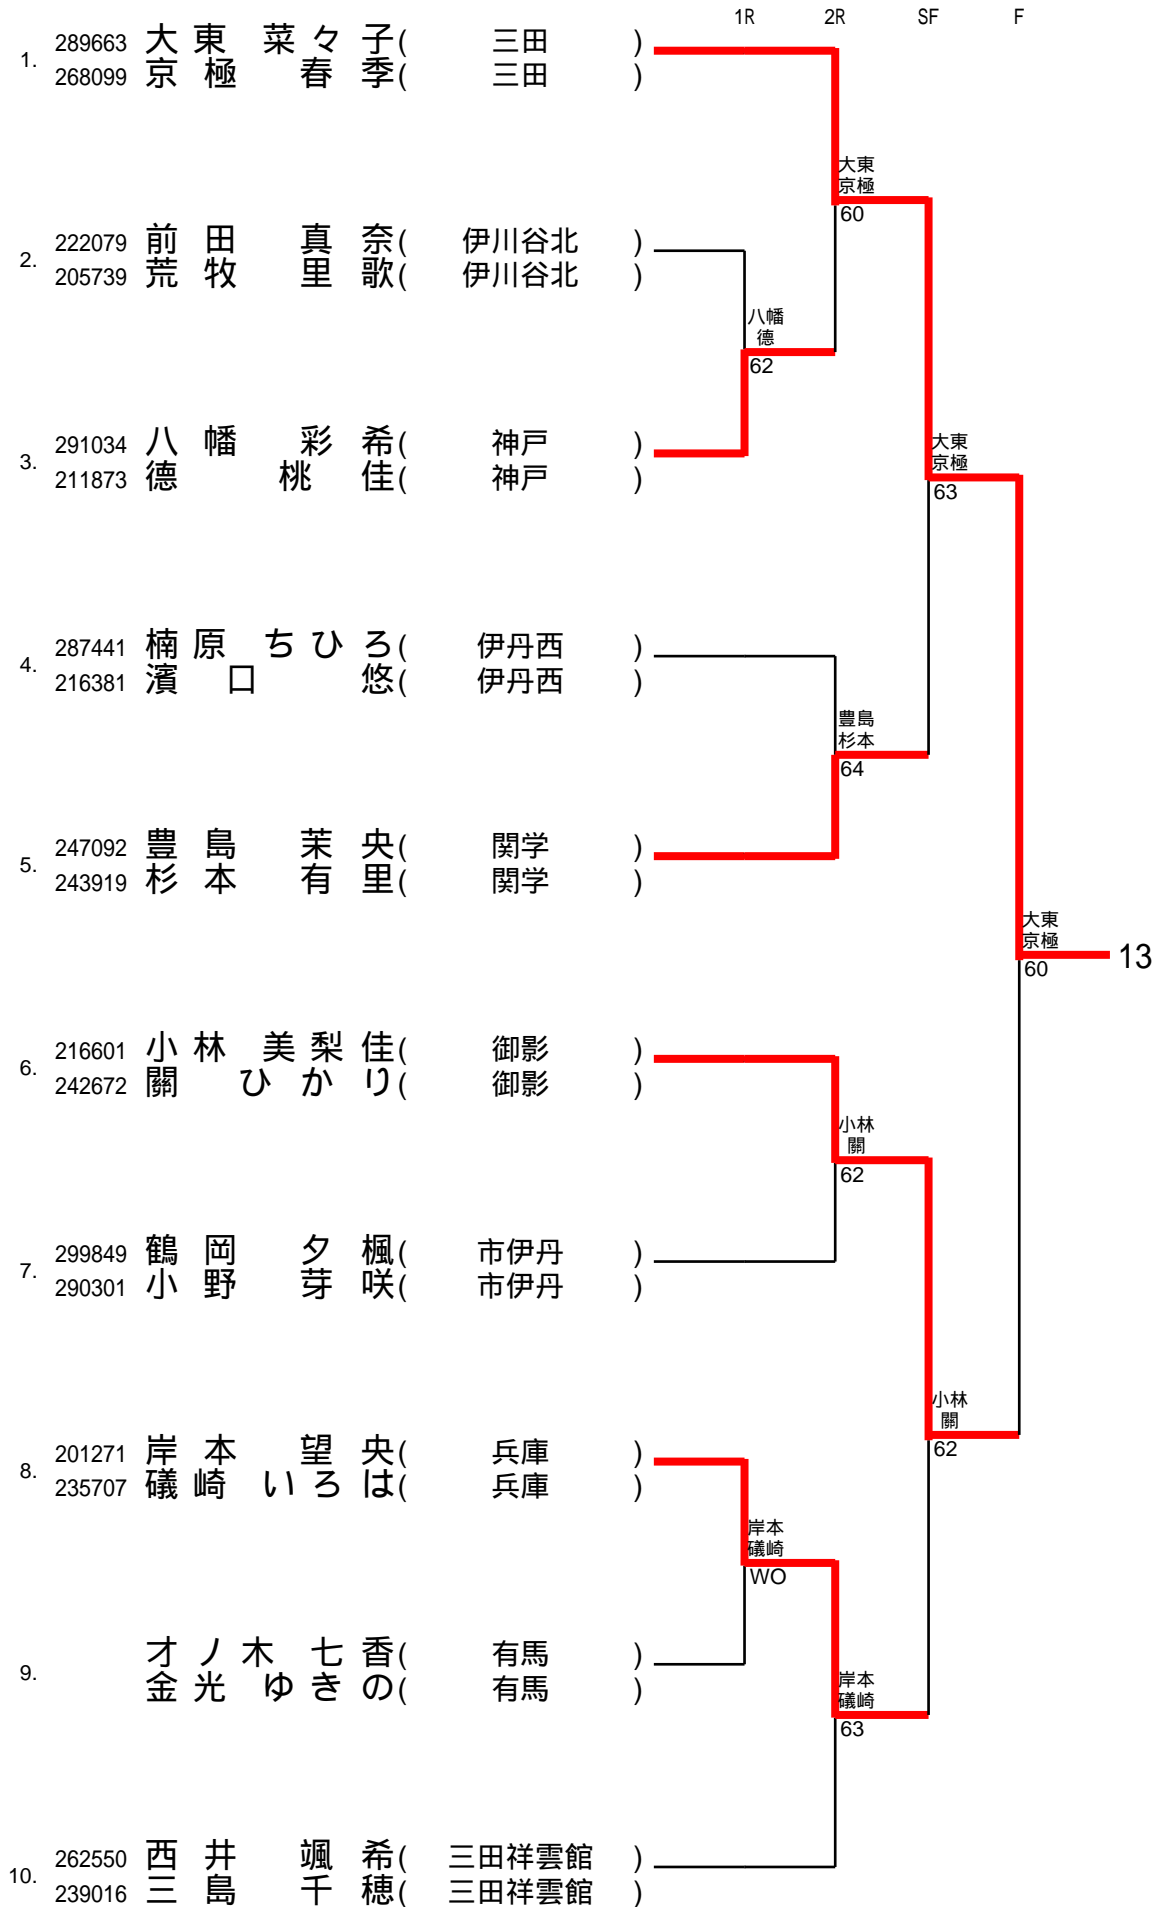 1R 2R SF F
1. 289663 大東 菜々子( 三田 )
268099 京極 春季( 三田 )
大東
京極
60
2. 222079 前田 真奈( 伊川谷北 )
205739 荒牧 里歌( 伊川谷北 )
八幡
德
62
3. 291034 八幡 彩希( 神戸 )
211873 德 桃佳( 神戸 )
大東
京極
63
4. 287441 楠原 ちひろ( 伊丹西 )
216381 濱口 悠( 伊丹西 )
豊島
杉本
64
5. 247092 豊島 茉央( 関学 )
243919 杉本 有里( 関学 )
大東
京極
60
13
6. 216601 小林 美梨佳( 御影 )
242672 關 ひかり( 御影 )
小林
關
62
7. 299849 鶴岡 夕楓( 市伊丹 )
290301 小野 芽咲( 市伊丹 )
小林
關
62
8. 201271 岸本 望央( 兵庫 )
235707 礒崎 いろは( 兵庫 )
岸本
礒崎
WO
9. 才ノ木 七香( 有馬 )
金光 ゆきの( 有馬 )
岸本
礒崎
63
10. 262550 西井 颯希( 三田祥雲館 )
239016 三島 千穂( 三田祥雲館 )